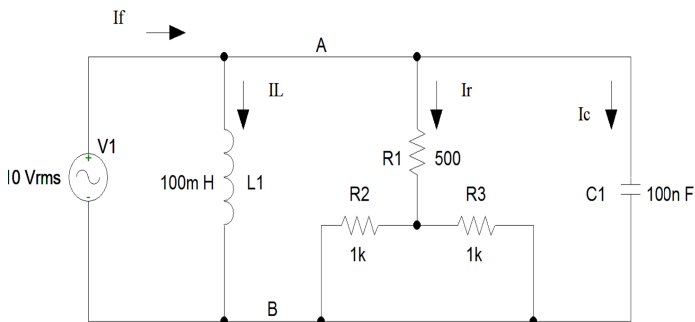 If
A
IL
Ir
Ic
V1
10 Vrms
100m H
L1
R1
500
R2
1k
R3
1k
C1
100n F
B